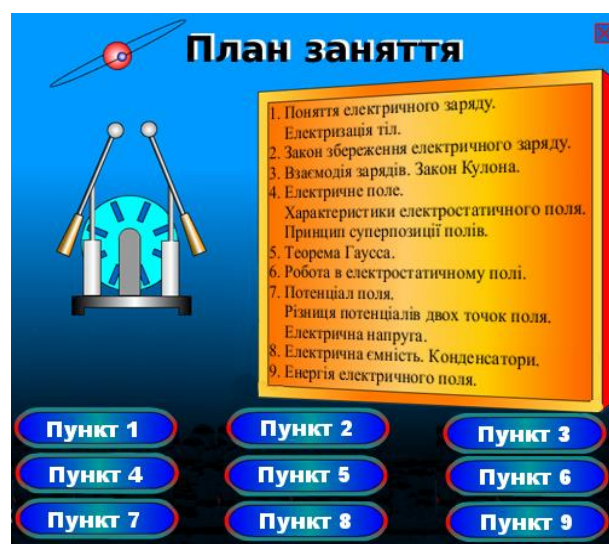 План заняття
1. Поняття електричного заряду.
Електризація тіл.
2. Закон збереження електричного заряду.
3. Взаємодія зарядів. Закон Кулона.
4. Електричне поле.
Характеристики електростатичного поля.
Принцип суперпозиції полів.
5. Теорема Гаусса.
6. Робота в електростатичному полі.
7. Потенціал поля.
Різниця потенціалів двох точок поля.
Електрична напруга.
8. Електрична ємність. Конденсатори.
9. Енергія електричного поля.
Пункт 1
Пункт 2
Пункт 3
Пункт 4
Пункт 5
Пункт 6
Пункт 7
Пункт 8
Пункт 9